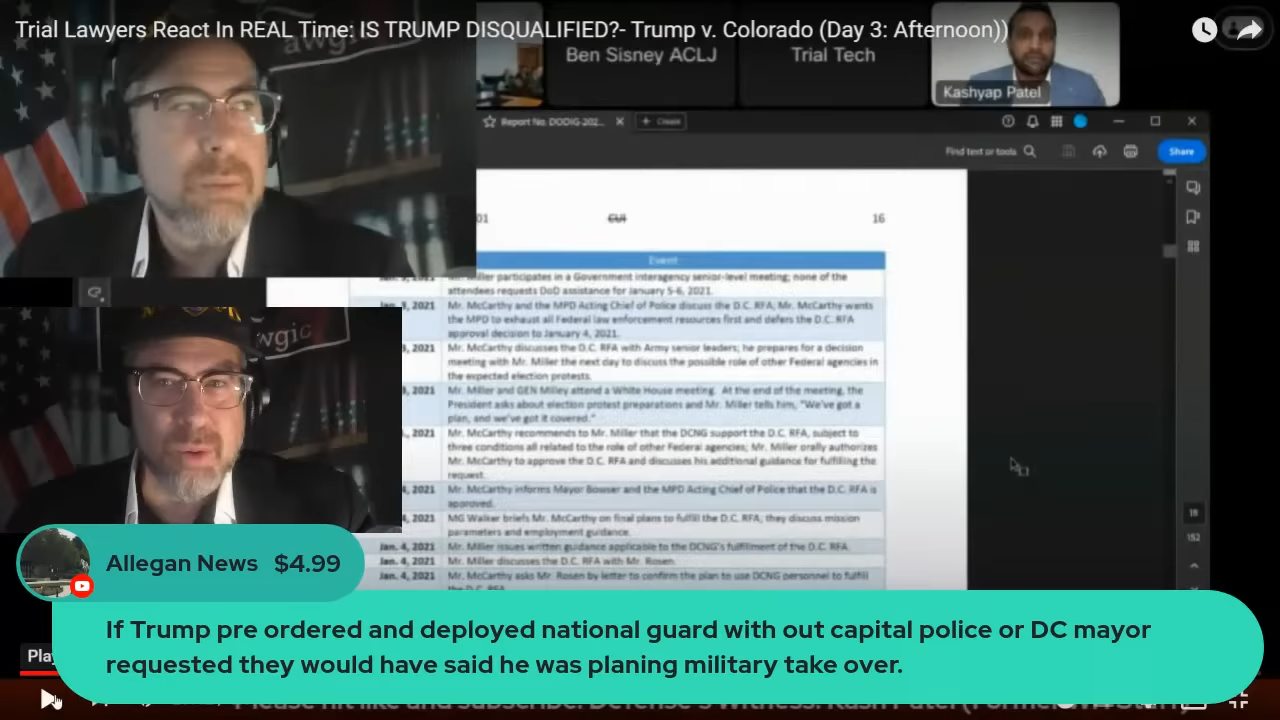 Trial Lawyers React In REAL Time: IS TRUMP DISQUALIFIED?- Trump v. Colorado (Day 3: Afternoon))
awgic
Ben Sisney ACLJ
Trial Tech
Kashyap Patel
Report No. DODIG-202...
Create
Find text or tools
Share
01
CUI
16
Event
Mr. Miller participates in a Government interagency senior-level meeting; none of the
attendees requests DoD assistance for January 5-6, 2021.
2021
Mr. McCarthy and the MPD Acting Chief of Police discuss the D.C. RFA. Mr. McCarthy wants
the MPD to exhaust all Federal law enforcement resources first and defers the D.C. RFA
approval decision to January 4, 2021.
2021
Mr. McCarthy discusses the D.C. RFA with Army senior leaders; he prepares for a decision
meeting with Mr. Miller the next day to discuss the possible role of other Federal agencies in
the expected election protests.
2021
Mr. Miller and GEN Milley attend a White House meeting. At the end of the meeting, the
President asks about election protest preparations and Mr. Miller tells him, "We've got a
plan, and we've got it covered."
2021
Mr. McCarthy recommends to Mr. Miller that the DCNG support the D.C. RFA, subject to
three conditions all related to the role of other Federal agencies; Mr. Miller orally authorizes
Mr. McCarthy to approve the D.C. RFA and discusses his additional guidance for fulfilling the
request.
4, 2021
Mr. McCarthy informs Mayor Bowser and the MPD Acting Chief of Police that the D.C. RFA is
approved.
4, 2021
MG Walker briefs Mr. McCarthy on final plans to fulfill the D.C. RFA; they discuss mission
parameters and employment guidance.
Jan. 4, 2021
Mr. Miller issues written guidance applicable to the DCNG's fulfillment of the D.C. RFA.
Jan. 4, 2021
Mr. Miller discusses the D.C. RFA with Mr. Rosen.
Jan. 4, 2021
Mr. McCarthy asks Mr. Rosen by letter to confirm the plan to use DCNG personnel to fulfill
the D.C. RFA.
152
wgic
Allegan News $4.99
If Trump pre ordered and deployed national guard with out capital police or DC mayor
requested they would have said he was planing military take over.
Play